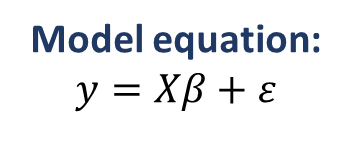 Model equation:
𝑦 = 𝑋𝛽 + 𝜀